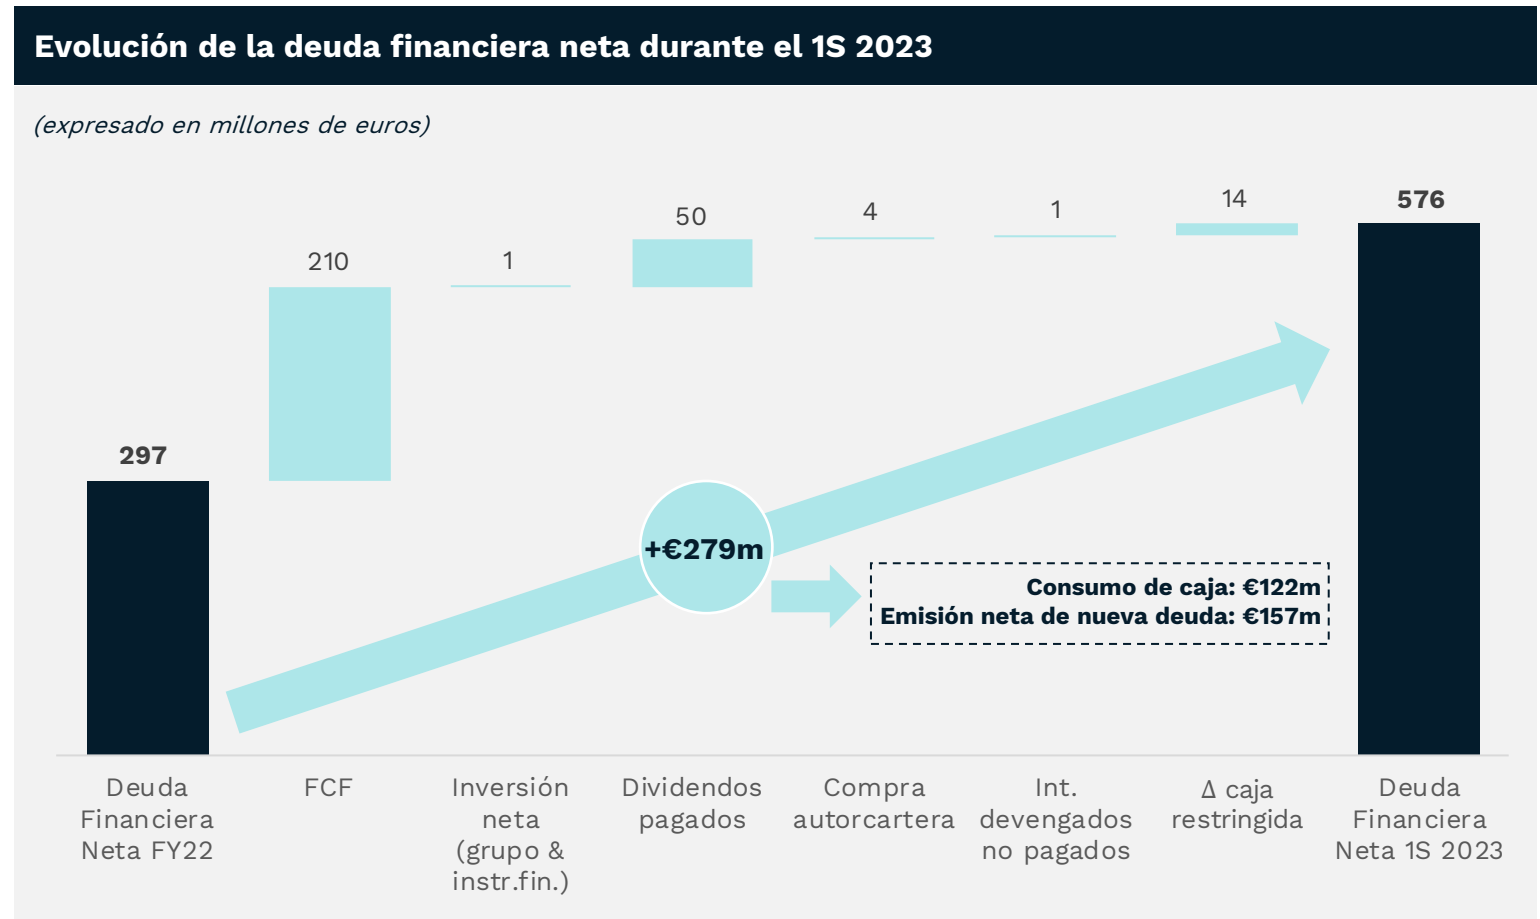 Evolución de la deuda financiera neta durante el 1S 2023
(expresado en millones de euros)
297
210
1
50
4
1
14
576
+€279m
Consumo de caja: €122m
Emisión neta de nueva deuda: €157m
Deuda
Financiera
Neta FY22
FCF
Inversión
neta
(grupo &
instr.fin.)
Dividendos
pagados
Compra
autorcartera
Int.
devengados
no pagados
Δ caja
restringida
Deuda
Financiera
Neta 1S 2023